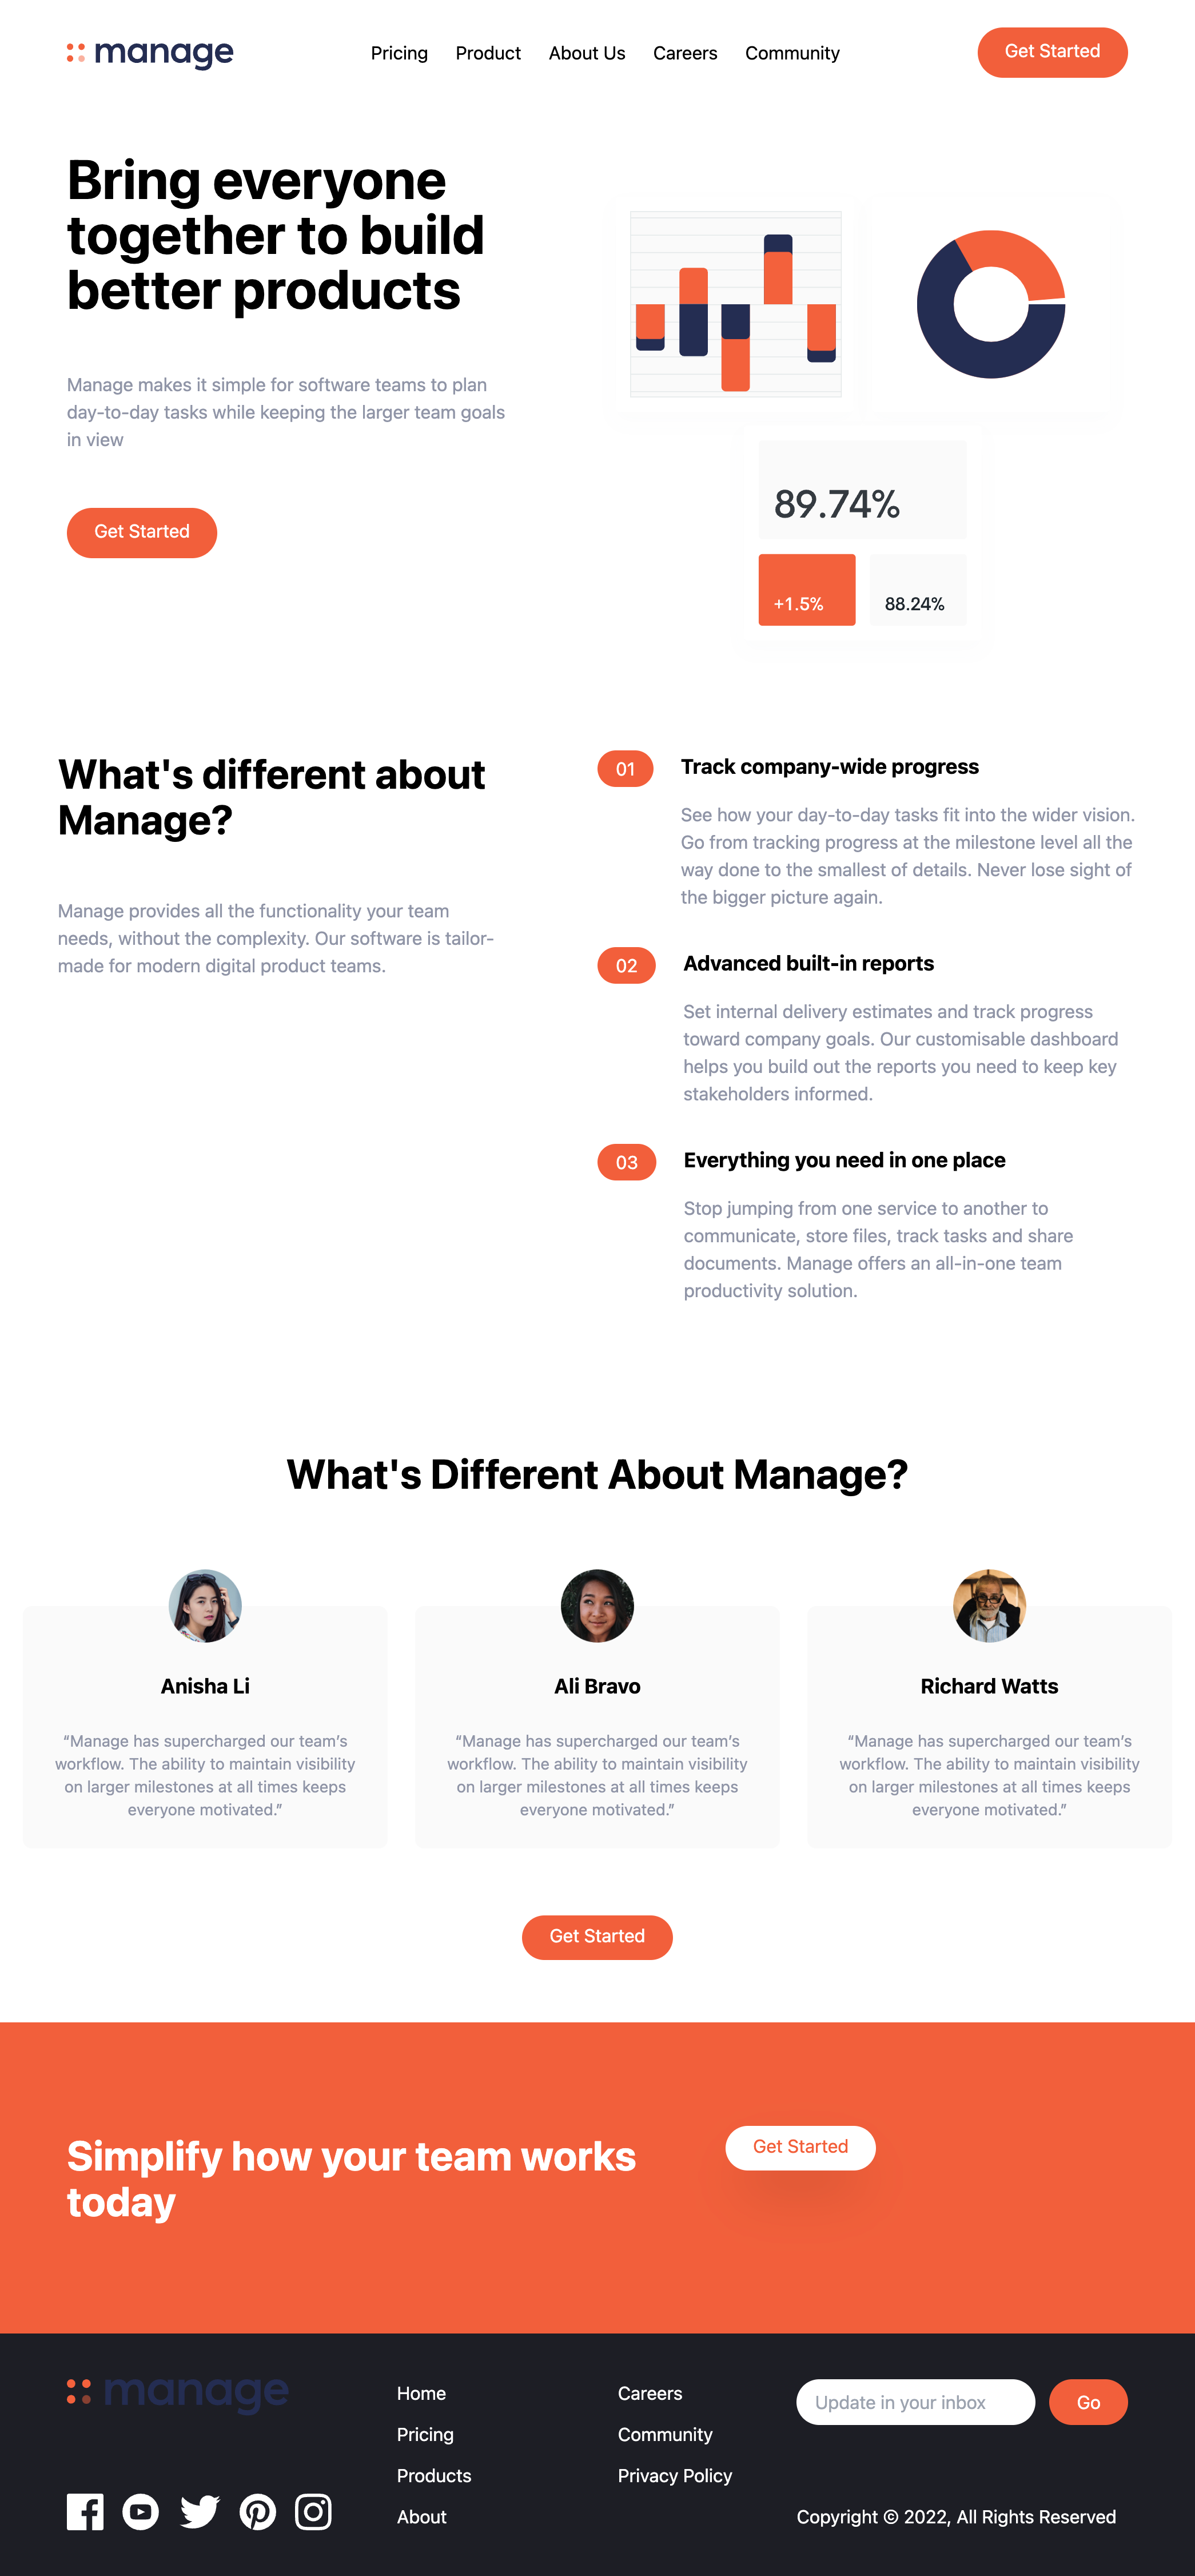 manage
Pricing
Product
About Us
Careers
Community
Get Started
Bring everyone
together to build
better products
Manage makes it simple for software teams to plan
day-to-day tasks while keeping the larger team goals
in view
Get Started
89.74%
+1.5%
88.24%
What's different about
Manage?
Manage provides all the functionality your team
needs, without the complexity. Our software is tailor-
made for modern digital product teams.
01
Track company-wide progress
See how your day-to-day tasks fit into the wider vision.
Go from tracking progress at the milestone level all the
way done to the smallest of details. Never lose sight of
the bigger picture again.
02
Advanced built-in reports
Set internal delivery estimates and track progress
toward company goals. Our customisable dashboard
helps you build out the reports you need to keep key
stakeholders informed.
03
Everything you need in one place
Stop jumping from one service to another to
communicate, store files, track tasks and share
documents. Manage offers an all-in-one team
productivity solution.
What's Different About Manage?
Anisha Li
“Manage has supercharged our team’s
workflow. The ability to maintain visibility
on larger milestones at all times keeps
everyone motivated.”
Ali Bravo
“Manage has supercharged our team’s
workflow. The ability to maintain visibility
on larger milestones at all times keeps
everyone motivated.”
Richard Watts
“Manage has supercharged our team’s
workflow. The ability to maintain visibility
on larger milestones at all times keeps
everyone motivated.”
Get Started
Simplify how your team works
today
Get Started
manage
Home
Pricing
Products
About
Careers
Community
Privacy Policy
Update in your inbox
Go
Copyright © 2022, All Rights Reserved